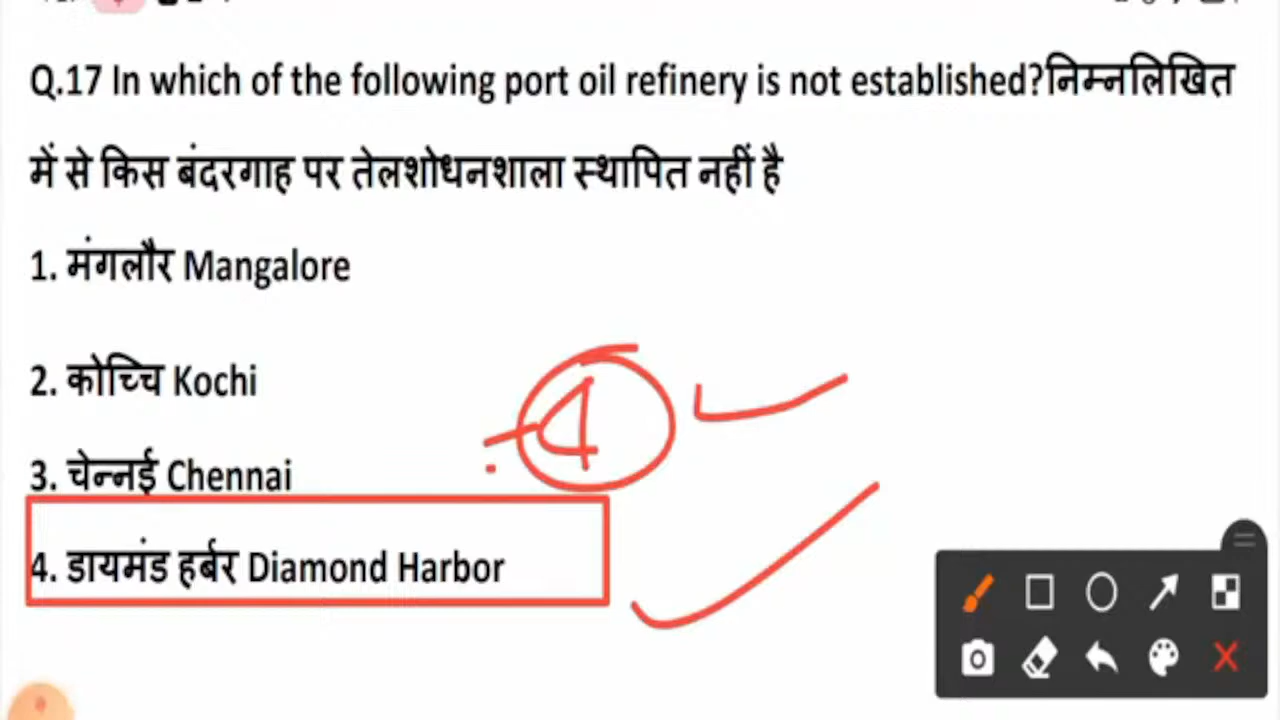 Q.17 In which of the following port oil refinery is not established?निम्नलिखित
में से किस बंदरगाह पर तेलशोधनशाला स्थापित नहीं है
1. मंगलौर Mangalore
2. कोच्चि Kochi
4
3. चेन्नई Chennai
4. डायमंड हर्बर Diamond Harbor